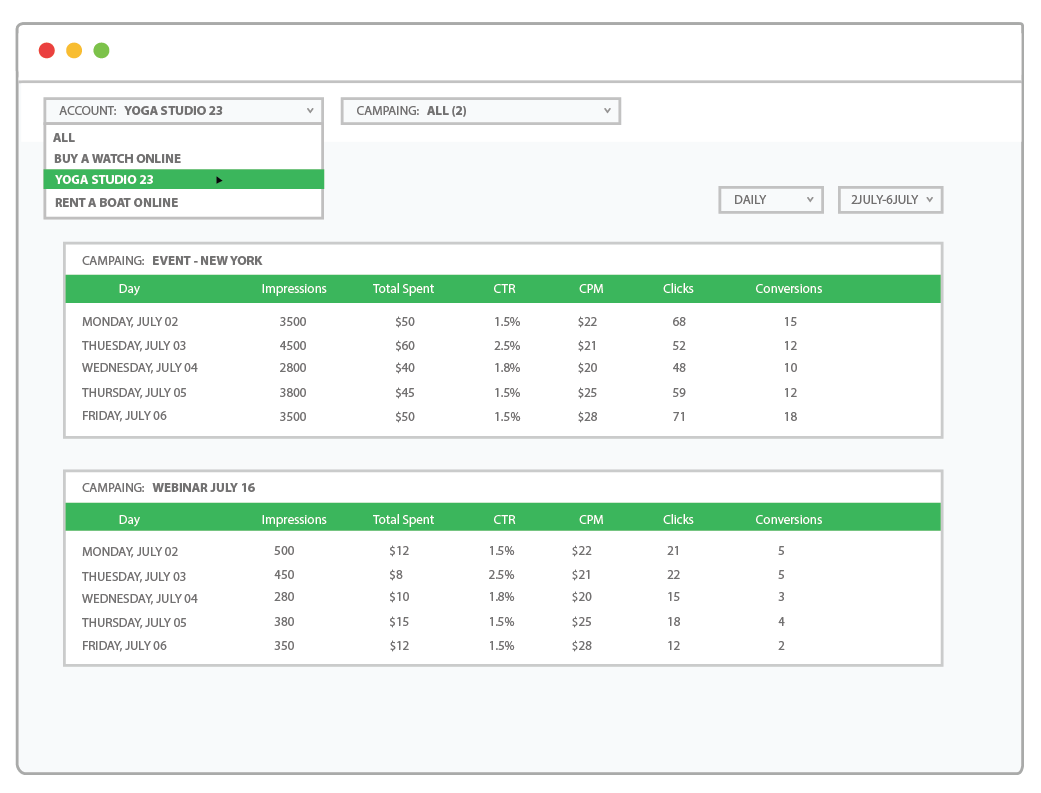 ACCOUNT: YOGA STUDIO 23 CAMPAING: ALL (2)
ALL
BUY A WATCH ONLINE
YOGA STUDIO 23
RENT A BOAT ONLINE
DAILY 2JULY-6JULY
CAMPAING: EVENT - NEW YORK
Day Impressions Total Spent CTR CPM Clicks Conversions
MONDAY, JULY 02 3500 $50 1.5% $22 68 15
THUESDAY, JULY 03 4500 $60 2.5% $21 52 12
WEDNESDAY, JULY 04 2800 $40 1.8% $20 48 10
THURSDAY, JULY 05 3800 $45 1.5% $25 59 12
FRIDAY, JULY 06 3500 $50 1.5% $28 71 18
CAMPAING: WEBINAR JULY 16
Day Impressions Total Spent CTR CPM Clicks Conversions
MONDAY, JULY 02 500 $12 1.5% $22 21 5
THUESDAY, JULY 03 450 $8 2.5% $21 22 5
WEDNESDAY, JULY 04 280 $10 1.8% $20 15 3
THURSDAY, JULY 05 380 $15 1.5% $25 18 4
FRIDAY, JULY 06 350 $12 1.5% $28 12 2